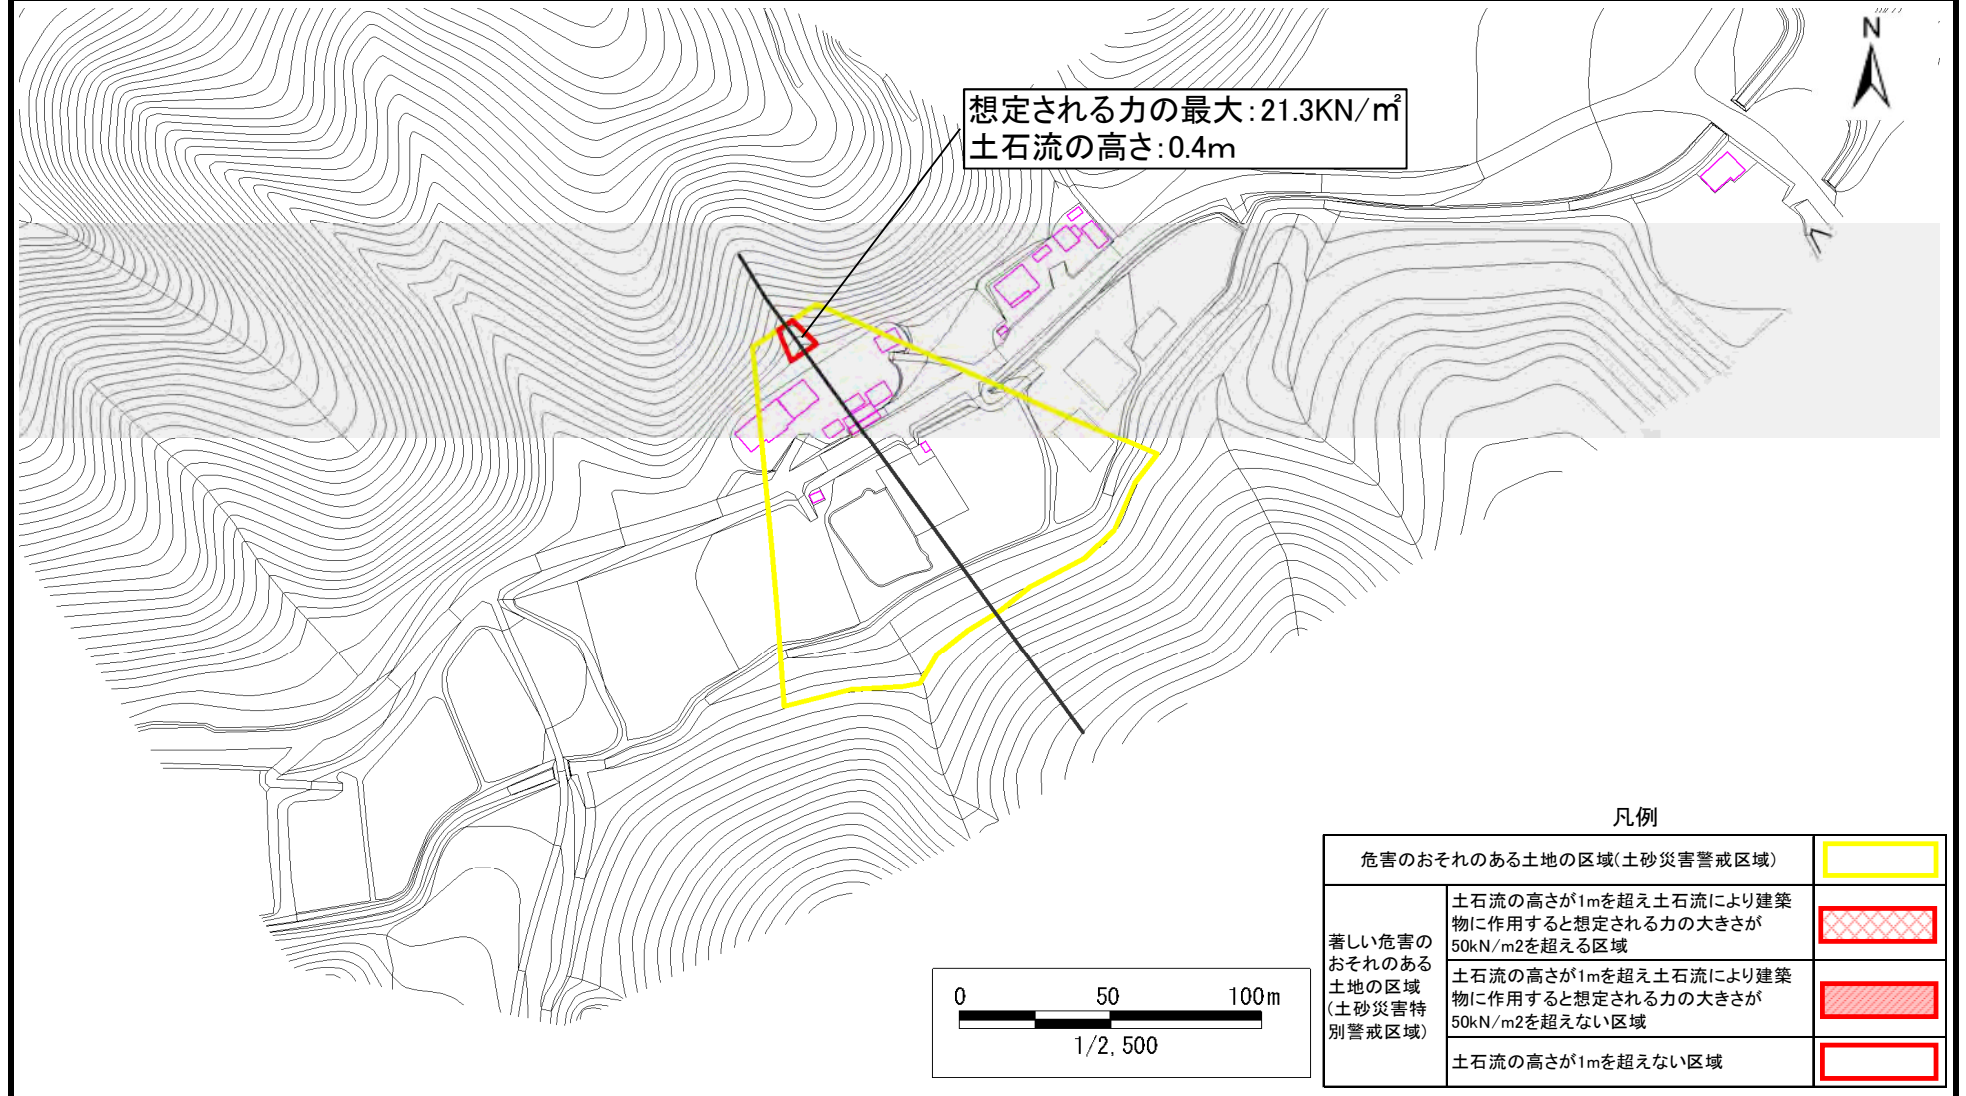 N
想定される力の最大:21.3KN/㎡
土石流の高さ:0.4m
凡例
危害のおそれのある土地の区域(土砂災害警戒区域)
著しい危害の
おそれのある
土地の区域
(土砂災害特
別警戒区域)
土石流の高さが1mを超え土石流により建築
物に作用すると想定される力の大きさが
50kN/m2を超える区域
土石流の高さが1mを超え土石流により建築
物に作用すると想定される力の大きさが
50kN/m2を超えない区域
土石流の高さが1mを超えない区域
0 50 100m
1/2,500